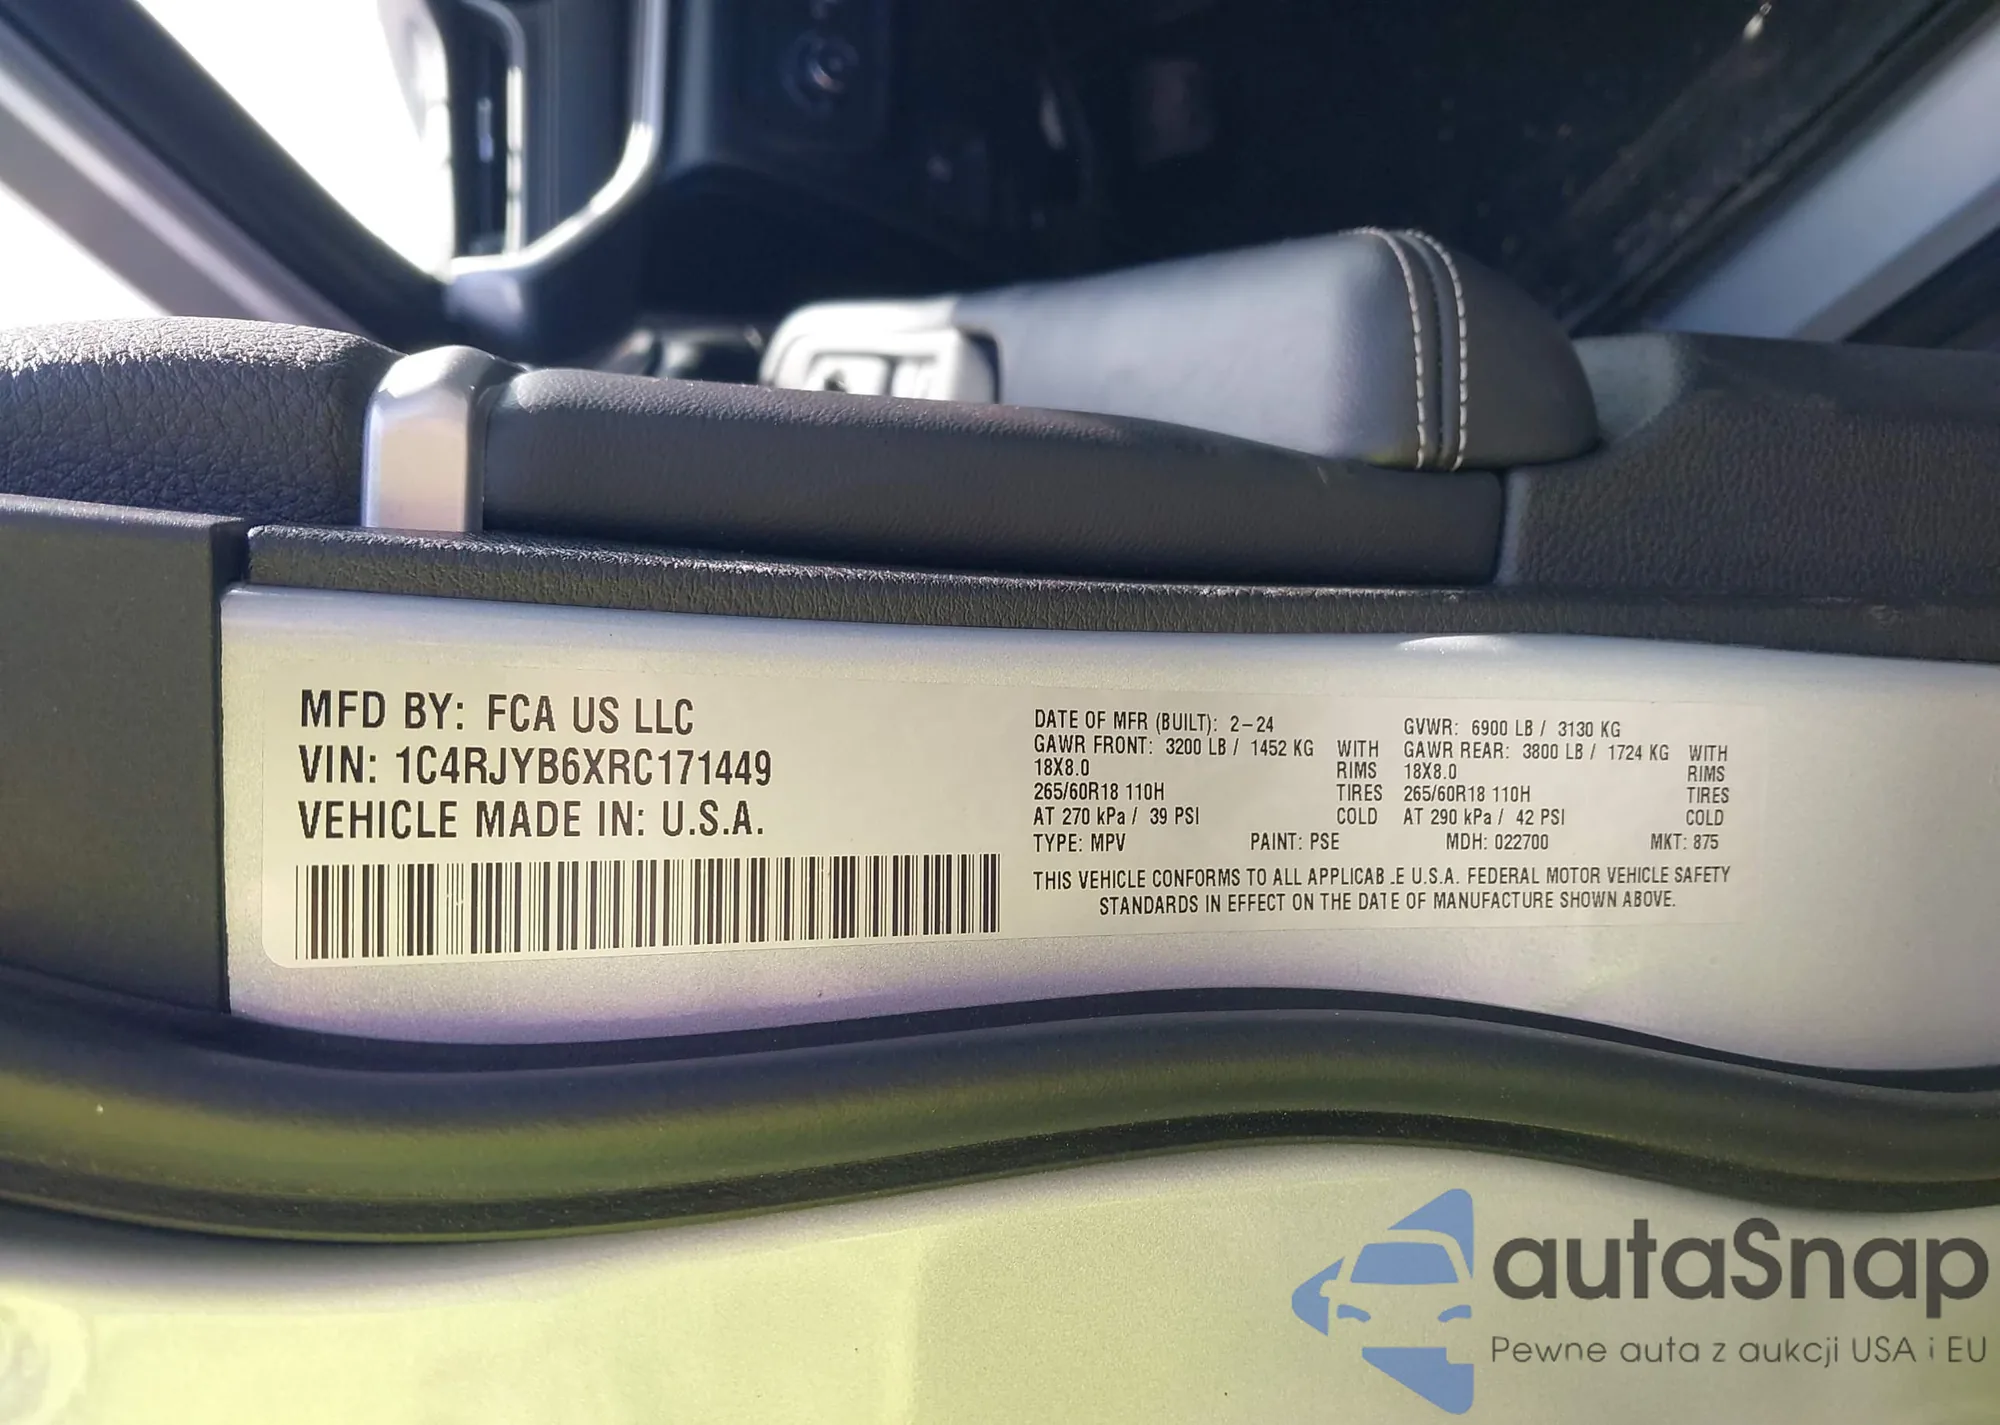 MFD BY: FCA US LLC
VIN: 1C4RJYB6XRC171449
VEHICLE MADE IN: U.S.A.
DATE OF MFR (BUILT): 2-24 GVWR: 6900 LB / 3130 KG
GAWR FRONT: 3200 LB / 1452 KG WITH GAWR REAR: 3800 LB / 1724 KG WITH
18X8.0 RIMS 18X8.0 RIMS
265/60R18 110H TIRES 265/60R18 110H TIRES
AT 270 kPa / 39 PSI COLD AT 290 kPa / 42 PSI COLD
TYPE: MPV PAINT: PSE MDH: 022700 MKT: 875
THIS VEHICLE CONFORMS TO ALL APPLICAB.E U.S.A. FEDERAL MOTOR VEHICLE SAFETY
STANDARDS IN EFFECT ON THE DATE OF MANUFACTURE SHOWN ABOVE.
autaSnap
Pewne auta z aukcji USA i EU